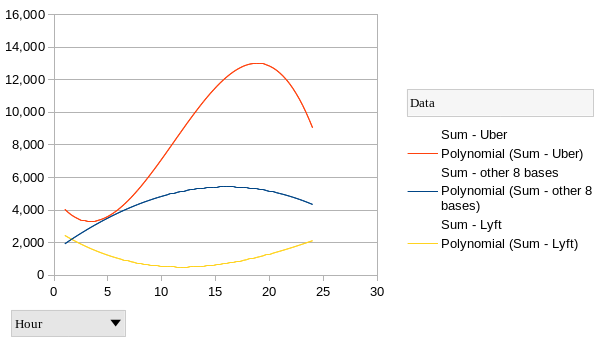 16,000
14,000
12,000
10,000
8,000
6,000
4,000
2,000
0
0 5 10 15 20 25 30
Hour
Data
Sum - Uber
Polynomial (Sum - Uber)
Sum - other 8 bases
Polynomial (Sum - other 8
bases)
Sum - Lyft
Polynomial (Sum - Lyft)